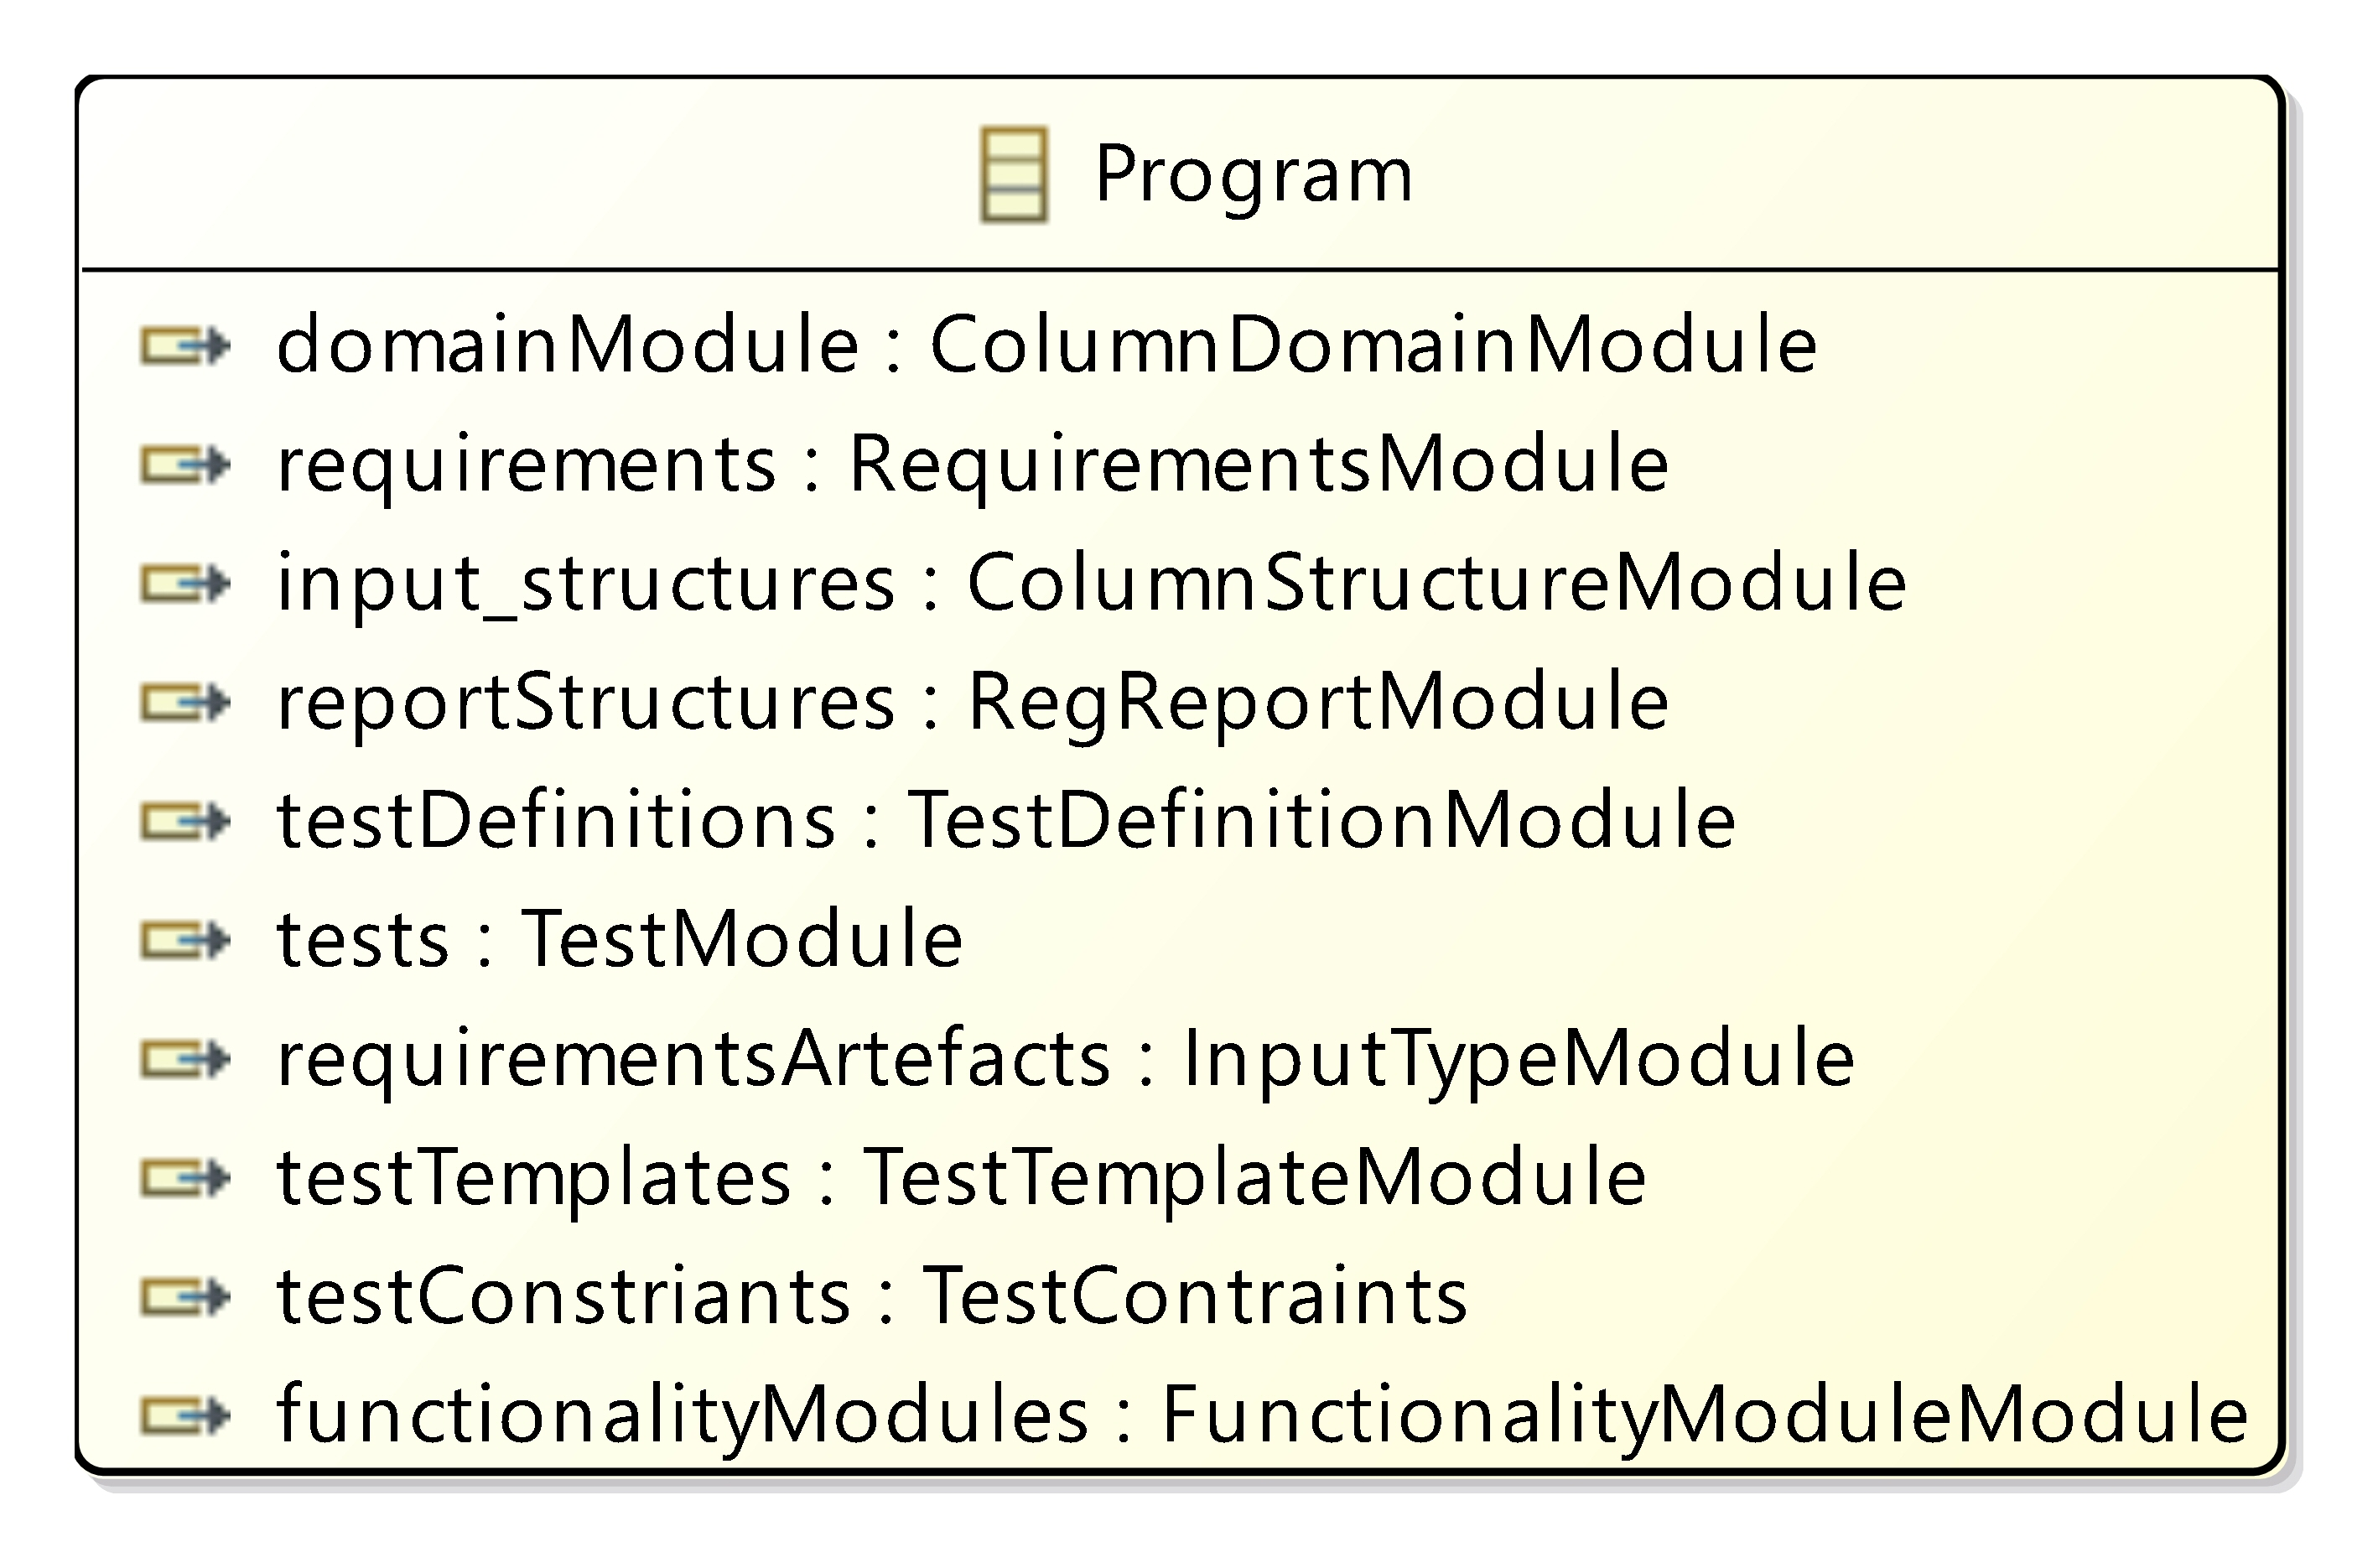 Program
domainModule : ColumnDomainModule
requirements : RequirementsModule
input_structures : ColumnStructureModule
reportStructures : RegReportModule
testDefinitions : TestDefinitionModule
tests : TestModule
requirementsArtefacts : InputTypeModule
testTemplates : TestTemplateModule
testConstriants : TestContraints
functionalityModules : FunctionalityModuleModule